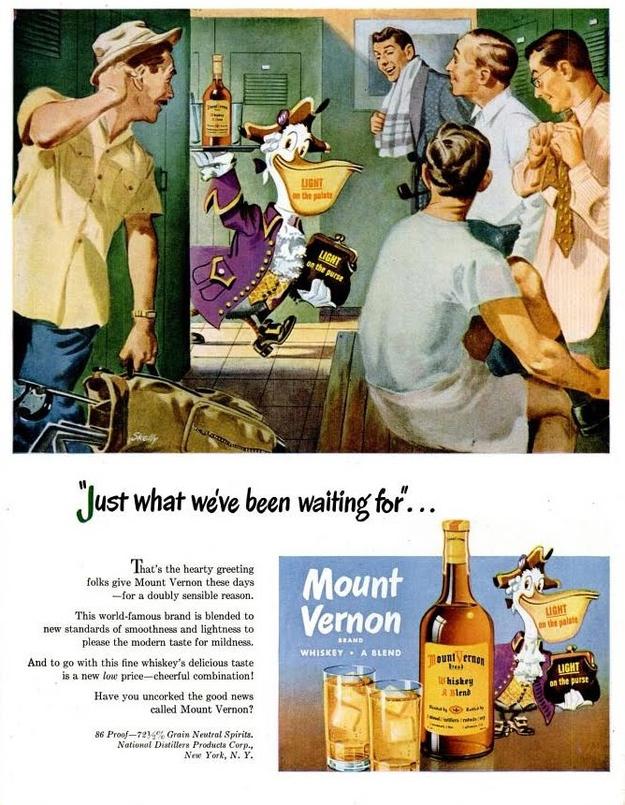 Mount Vernon
Whiskey
A Blend
LIGHT
on the palate
LIGHT
on the purse
Skelly
"Just what we've been waiting for"...
That's the hearty greeting
folks give Mount Vernon these days
—for a doubly sensible reason.
This world-famous brand is blended to
new standards of smoothness and lightness to
please the modern taste for mildness.
And to go with this fine whiskey's delicious taste
is a new low price—cheerful combination!
Have you uncorked the good news
called Mount Vernon?
86 Proof—72½% Grain Neutral Spirits.
National Distillers Products Corp.,
New York, N. Y.
Mount
Vernon
BRAND
WHISKEY • A BLEND
Mount Vernon
Brand
Whiskey
A Blend
LIGHT
on the palate
LIGHT
on the purse